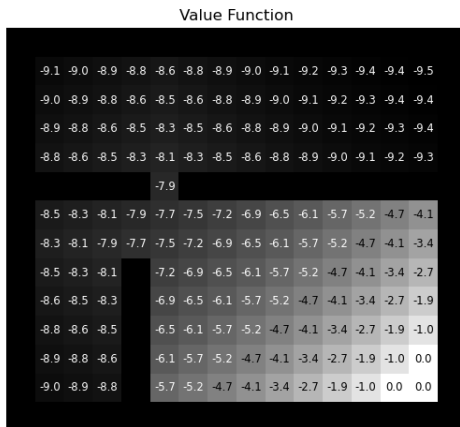 Value Function
-9.1 -9.0 -8.9 -8.8 -8.6 -8.8 -8.9 -9.0 -9.1 -9.2 -9.3 -9.4 -9.4 -9.5
-9.0 -8.9 -8.8 -8.6 -8.5 -8.6 -8.8 -8.9 -9.0 -9.1 -9.2 -9.3 -9.4 -9.4
-8.9 -8.8 -8.6 -8.5 -8.3 -8.5 -8.6 -8.8 -8.9 -9.0 -9.1 -9.2 -9.3 -9.4
-8.8 -8.6 -8.5 -8.3 -8.1 -8.3 -8.5 -8.6 -8.8 -8.9 -9.0 -9.1 -9.2 -9.3
-7.9
-8.5 -8.3 -8.1 -7.9 -7.7 -7.5 -7.2 -6.9 -6.5 -6.1 -5.7 -5.2 -4.7 -4.1
-8.3 -8.1 -7.9 -7.7 -7.5 -7.2 -6.9 -6.5 -6.1 -5.7 -5.2 -4.7 -4.1 -3.4
-8.5 -8.3 -8.1 -7.2 -6.9 -6.5 -6.1 -5.7 -5.2 -4.7 -4.1 -3.4 -2.7
-8.6 -8.5 -8.3 -6.9 -6.5 -6.1 -5.7 -5.2 -4.7 -4.1 -3.4 -2.7 -1.9
-8.8 -8.6 -8.5 -6.5 -6.1 -5.7 -5.2 -4.7 -4.1 -3.4 -2.7 -1.9 -1.0
-8.9 -8.8 -8.6 -6.1 -5.7 -5.2 -4.7 -4.1 -3.4 -2.7 -1.9 -1.0 0.0
-9.0 -8.9 -8.8 -5.7 -5.2 -4.7 -4.1 -3.4 -2.7 -1.9 -1.0 0.0 0.0